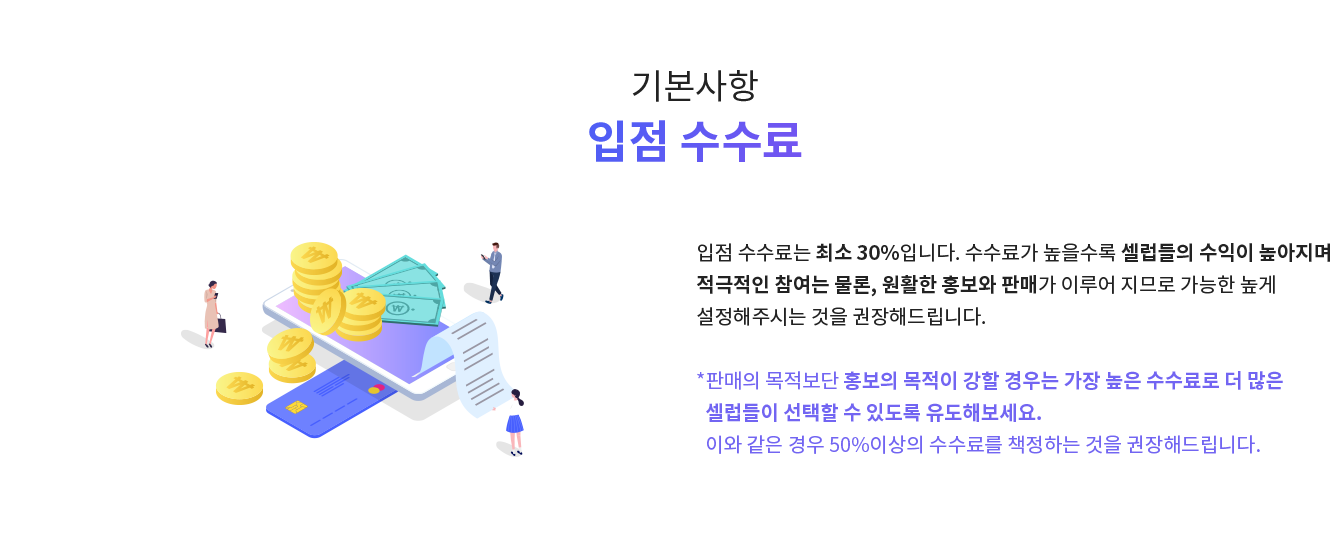 기본사항
입점 수수료
입점 수수료는 최소 30%입니다. 수수료가 높을수록 셀럽들의 수익이 높아지며
적극적인 참여는 물론, 원활한 홍보와 판매가 이루어 지므로 가능한 높게
설정해주시는 것을 권장해드립니다.
*판매의 목적보단 홍보의 목적이 강할 경우는 가장 높은 수수료로 더 많은
셀럽들이 선택할 수 있도록 유도해보세요.
이와 같은 경우 50%이상의 수수료를 책정하는 것을 권장해드립니다.